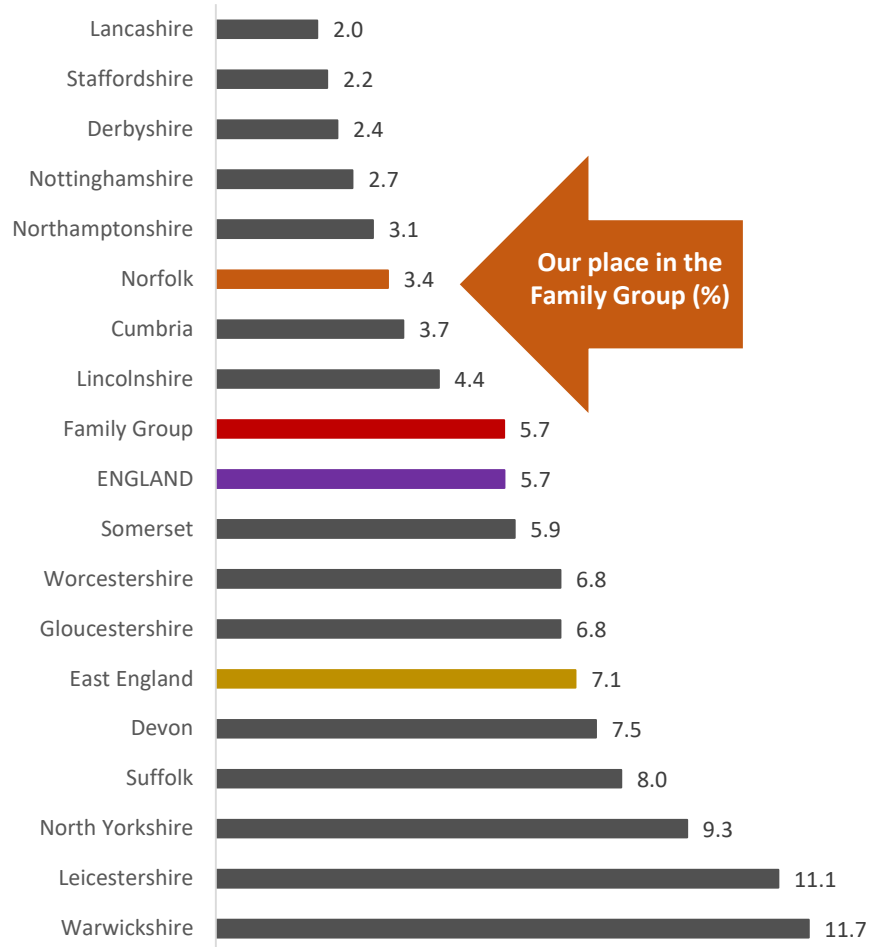 Lancashire 2.0
Staffordshire 2.2
Derbyshire 2.4
Nottinghamshire 2.7
Northamptonshire 3.1
Our place in the
Family Group (%)
Norfolk 3.4
Cumbria 3.7
Lincolnshire 4.4
Family Group 5.7
ENGLAND 5.7
Somerset 5.9
Worcestershire 6.8
Gloucestershire 6.8
East England 7.1
Devon 7.5
Suffolk 8.0
North Yorkshire 9.3
Leicestershire 11.1
Warwickshire 11.7